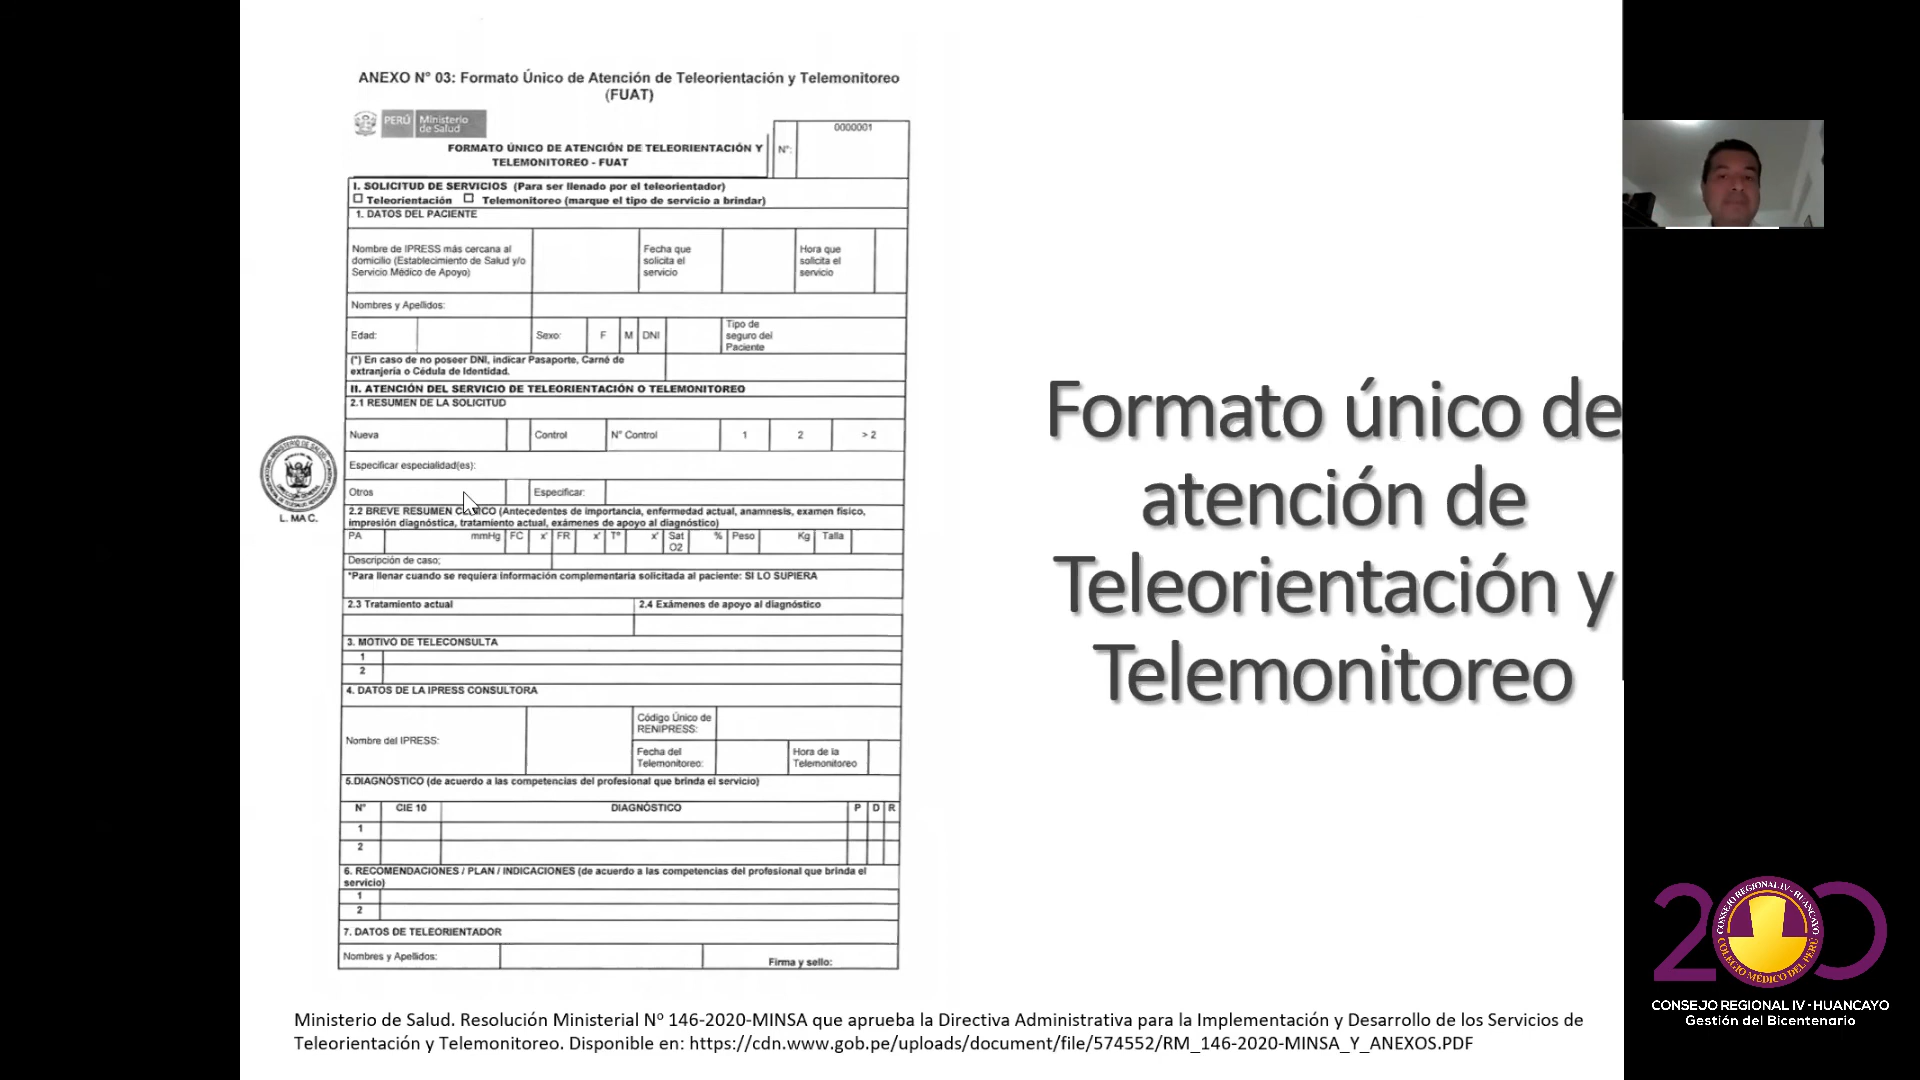 ANEXO N° 03: Formato Único de Atención de Teleorientación y Telemonitoreo
(FUAT)
PERÚ
Ministerio
de Salud
0000001
N°:
FORMATO ÚNICO DE ATENCIÓN DE TELEORIENTACIÓN Y
TELEMONITOREO - FUAT
I. SOLICITUD DE SERVICIOS (Para ser llenado por el teleorientador)
Teleorientación Telemonitoreo (marque el tipo de servicio a brindar)
1. DATOS DEL PACIENTE
Nombre de IPRESS más cercana al
domicilio (Establecimiento de Salud y/o
Servicio Médico de Apoyo)
Fecha que
solicita el
servicio
Hora que
solicita el
servicio
Nombres y Apellidos:
Edad: Sexo: F M DNI
Tipo de
seguro del
Paciente
(*) En caso de no poseer DNI, indicar Pasaporte, Carné de
extranjería o Cédula de Identidad.
II. ATENCIÓN DEL SERVICIO DE TELEORIENTACIÓN O TELEMONITOREO
2.1 RESUMEN DE LA SOLICITUD
Nueva Control N° Control 1 2 > 2
Especificar especialidad(es):
Otros Especificar:
2.2 BREVE RESUMEN (Antecedentes de importancia, enfermedad actual, anamnesis, examen físico,
impresión diagnóstica, tratamiento actual, exámenes de apoyo al diagnóstico)
PA mmHg FC x' FR x' T° x' Sat O2 % Peso Kg Talla
Descripción de caso;
*Para llenar cuando se requiera información complementaria solicitada al paciente: SI LO SUPIERA
2.3 Tratamiento actual 2.4 Exámenes de apoyo al diagnóstico
3. MOTIVO DE TELECONSULTA
1
2
4. DATOS DE LA IPRESS CONSULTORA
Nombre del IPRESS:
Código Único de
RENIPRESS:
Fecha del
Telemonitoreo:
Hora de la
Telemonitoreo
5.DIAGNÓSTICO (de acuerdo a las competencias del profesional que brinda el servicio)
N° CIE 10 DIAGNÓSTICO P D R
1
2
6. RECOMENDACIONES / PLAN / INDICACIONES (de acuerdo a las competencias del profesional que brinda el
servicio)
1
2
7. DATOS DE TELEORIENTADOR
Nombres y Apellidos: Firma y sello:
L. MA C.
Formato único de
atención de
Teleorientación y
Telemonitoreo
Ministerio de Salud. Resolución Ministerial Nº 146-2020-MINSA que aprueba la Directiva Administrativa para la Implementación y Desarrollo de los Servicios de
Teleorientación y Telemonitoreo. Disponible en: https://cdn.www.gob.pe/uploads/document/file/574552/RM_146-2020-MINSA_Y_ANEXOS.PDF
200
CONSEJO REGIONAL IV - HUANCAYO
COLEGIO MÉDICO DEL PERÚ
CONSEJO REGIONAL IV - HUANCAYO
Gestión del Bicentenario